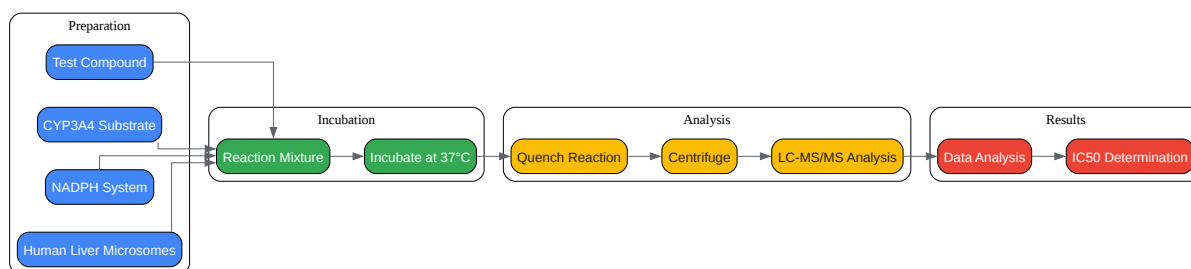 Preparation
Test Compound
CYP3A4 Substrate
NADPH System
Human Liver Microsomes
Incubation
Reaction Mixture
Incubate at 37°C
Analysis
Quench Reaction
Centrifuge
LC-MS/MS Analysis
Results
Data Analysis
IC50 Determination